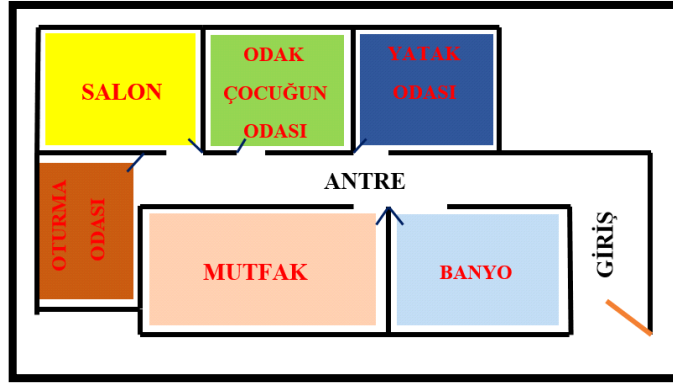 SALON
ODAK
ÇOCUĞUN
ODASI
YATAK
ODASI
ANTRE
OTURMA
ODASI
MUTFAK
BANYO
GİRİŞ